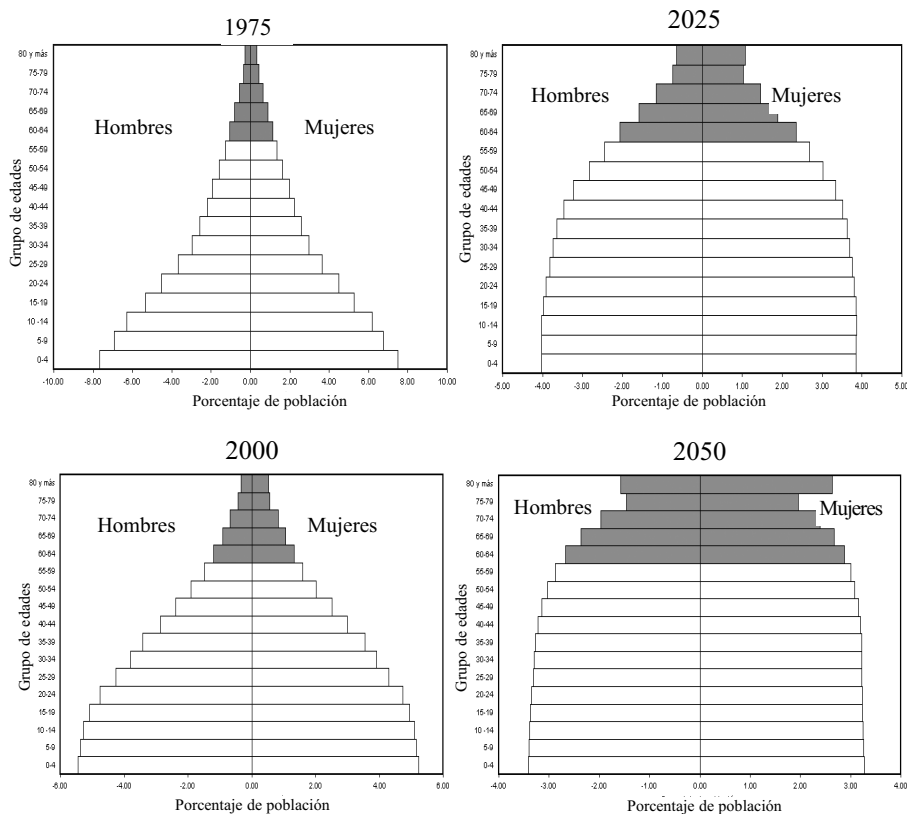 1975
Hombres
Mujeres
Grupo de edades
80 y màs
75-79
70-74
65-69
60-64
55-59
50-54
45-49
40-44
35-39
30-34
25-29
20-24
15-19
10 -14
5-9
0-4
-10.00 -8.00 -6.00 -4.00 -2.00 0.00 2.00 4.00 6.00 8.00 10.00
Porcentaje de población
2025
Hombres
Mujeres
Grupo de edades
80 y màs
75-79
70-74
65-69
60-64
55-59
50-54
45-49
40-44
35-39
30-34
25-29
20-24
15-19
10 -14
5-9
0-4
-5.00 -4.00 -3.00 -2.00 -1.00 0.00 1.00 2.00 3.00 4.00 5.00
Porcentaje de población
2000
Hombres
Mujeres
Grupo de edades
80 y màs
75-79
70-74
65-69
60-64
55-59
50-54
45-49
40-44
35-39
30-34
25-29
20-24
15-19
10 -14
5-9
0-4
-6.00 -4.00 -2.00 0.00 2.00 4.00 6.00
Porcentaje de población
2050
Hombres
Mujeres
Grupo de edades
80 y màs
75-79
70-74
65-69
60-64
55-59
50-54
45-49
40-44
35-39
30-34
25-29
20-24
15-19
10 -14
5-9
0-4
-4.00 -3.00 -2.00 -1.00 0.00 1.00 2.00 3.00 4.00
Porcentaje de población